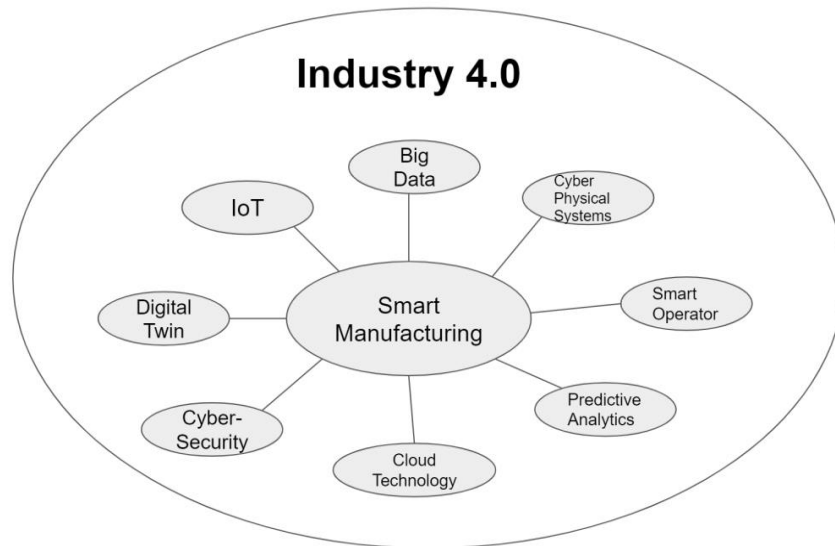 Industry 4.0
Big
Data
Cyber
Physical
Systems
IoT
Smart
Operator
Smart
Manufacturing
Digital
Twin
Predictive
Analytics
Cyber-
Security
Cloud
Technology